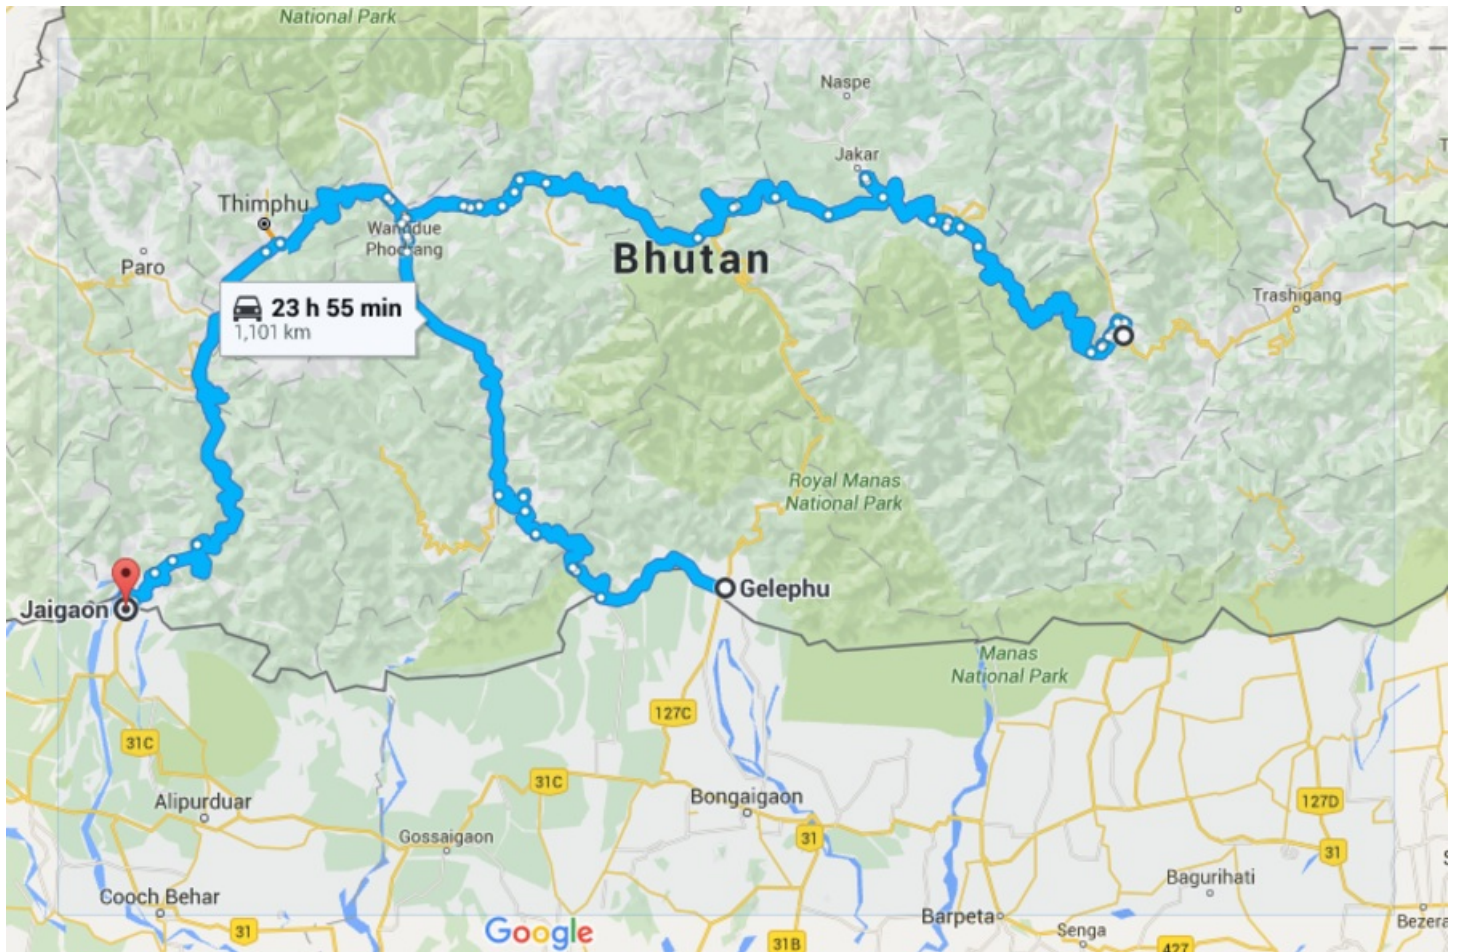 National Park
Naspe
Jakar
Thimphu
Wangdue
Phodrang
Paro
Bhutan
23 h 55 min
1,101 km
Trashigang
Royal Manas
National Park
Jaigaon
Gelephu
Manas
National Park
127C
31C
31C
Alipurduar
Bongaigaon
127D
Gossaigaon
31
31
Cooch Behar
Bagurihati
Barpeta
31
Google
31B
Senga
427
Bezera